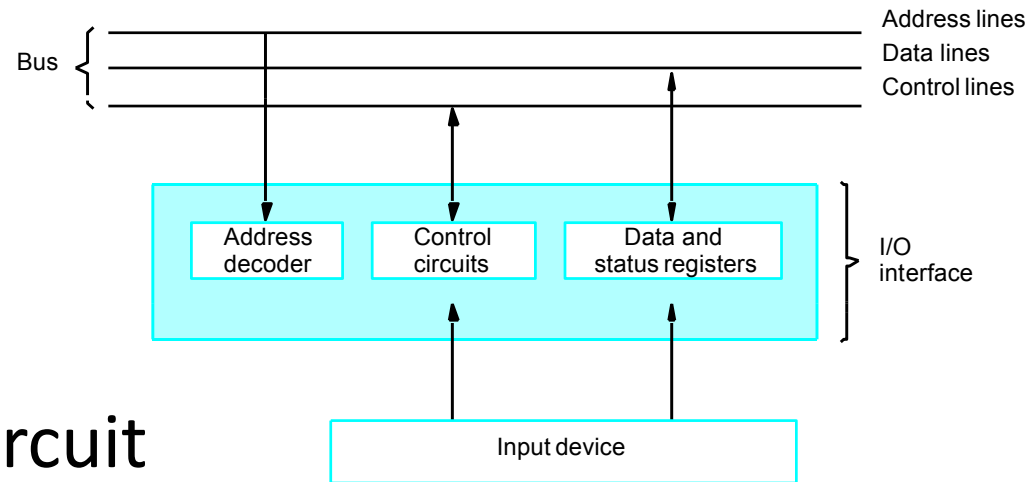 Address lines
Data lines
Control lines
Bus
Address
decoder
Control
circuits
Data and
status registers
I/O
interface
Input device
rcuit